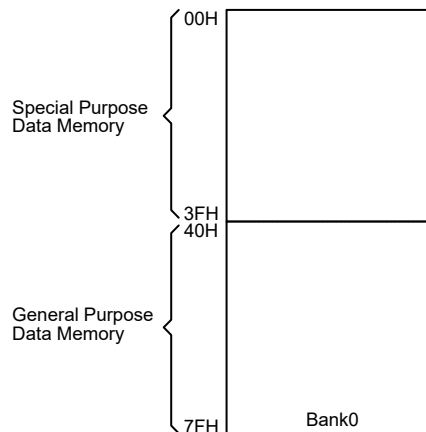 00H
Special Purpose
Data Memory
3FH
40H
General Purpose
Data Memory
7FH
Bank0